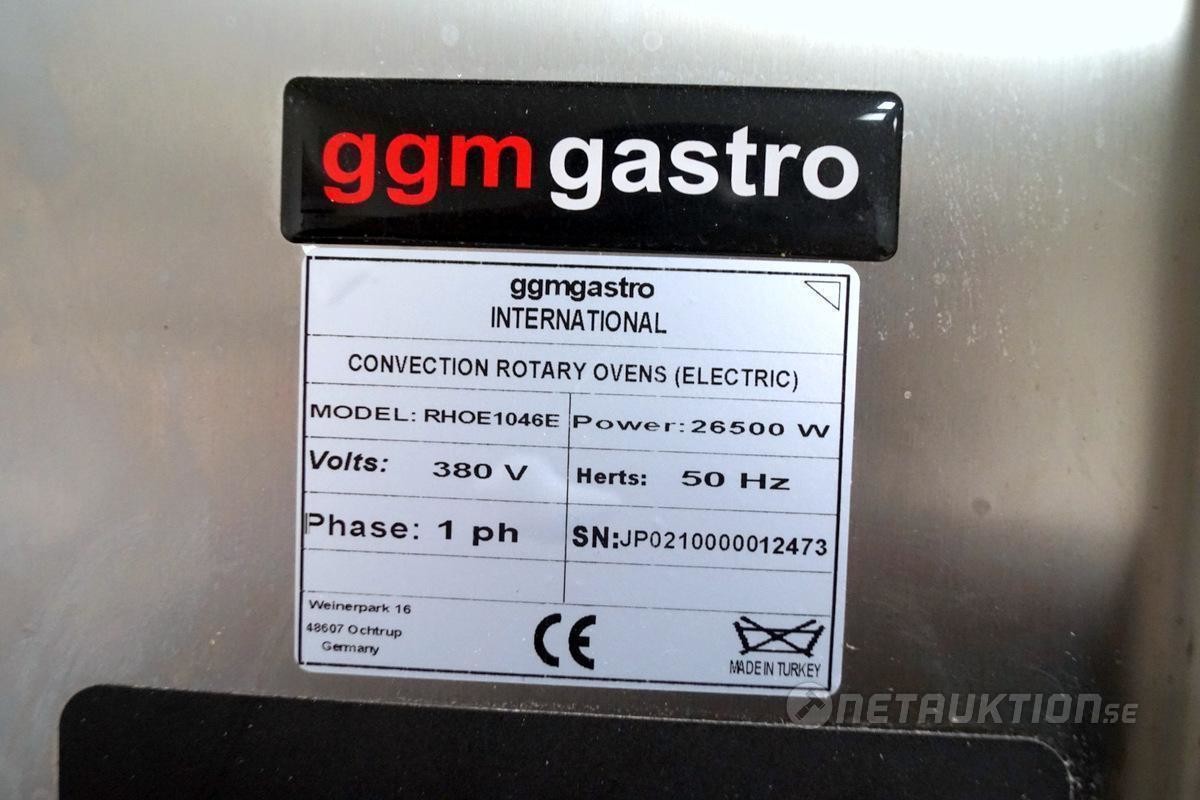 ggm gastro
ggmgastro
INTERNATIONAL
CONVECTION ROTARY OVENS (ELECTRIC)
MODEL: RHOE1046E Power: 26500 W
Volts: 380 V Herts: 50 Hz
Phase: 1 ph SN:JP0210000012473
Weinerpark 16
48607 Ochtrup
Germany
CE
MADE IN TURKEY
NETAUKTION.SE